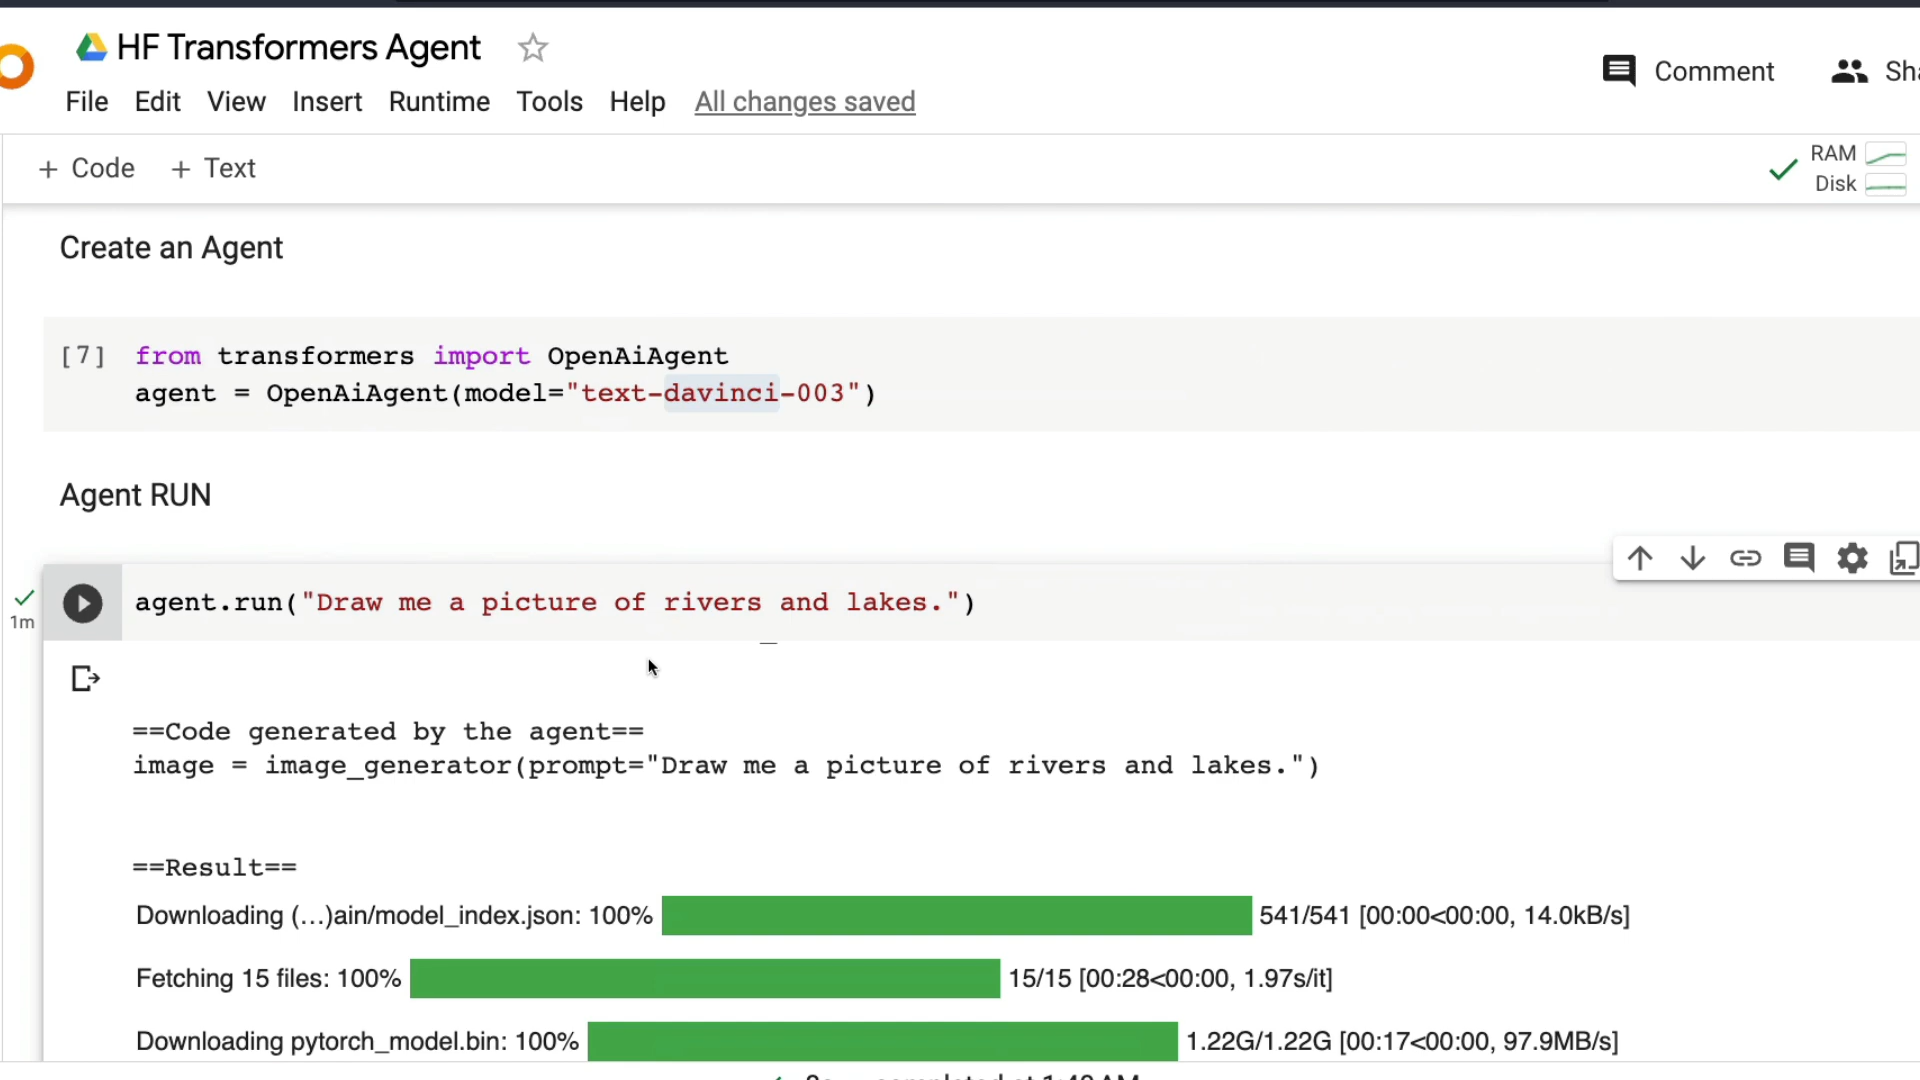 HF Transformers Agent
Comment
File Edit View Insert Runtime Tools Help All changes saved
+ Code + Text
RAM
Disk
Create an Agent
[7] from transformers import OpenAiAgent
agent = OpenAiAgent(model="text-davinci-003")
Agent RUN
agent.run("Draw me a picture of rivers and lakes.")
1m
==Code generated by the agent==
image = image_generator(prompt="Draw me a picture of rivers and lakes.")
==Result==
Downloading (…)ain/model_index.json: 100% 541/541 [00:00<00:00, 14.0kB/s]
Fetching 15 files: 100% 15/15 [00:28<00:00, 1.97s/it]
Downloading pytorch_model.bin: 100% 1.22G/1.22G [00:17<00:00, 97.9MB/s]